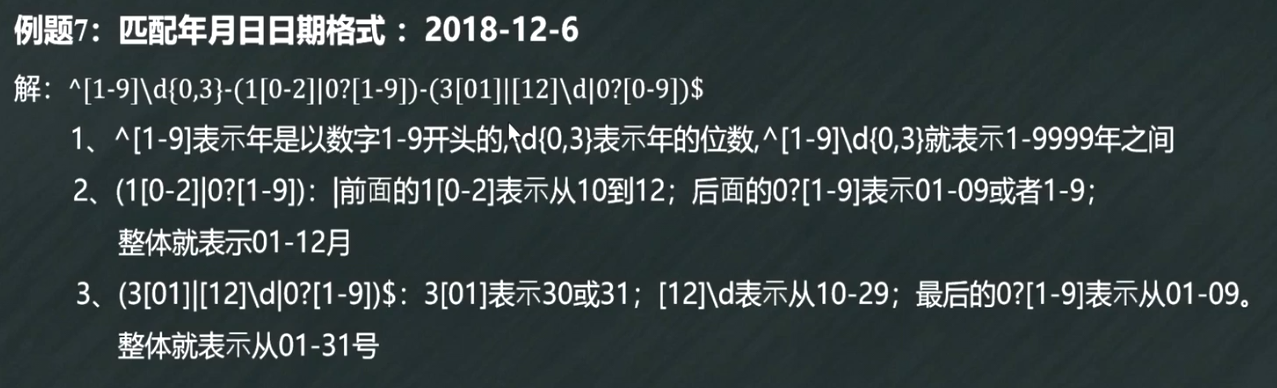 例题7：匹配年月日日期格式 ：2018-12-6
解：^[1-9]\d{0,3}-(1[0-2]|0?[1-9])-(3[01]|[12]\d|0?[0-9])$
1、^[1-9]表示年是以数字1-9开头的,\d{0,3}表示年的位数,^[1-9]\d{0,3}就表示1-9999年之间
2、(1[0-2]|0?[1-9])：|前面的1[0-2]表示从10到12；后面的0?[1-9]表示01-09或者1-9；
整体就表示01-12月
3、(3[01]|[12]\d|0?[1-9])$：3[01]表示30或31；[12]\d表示从10-29；最后的0?[1-9]表示从01-09。
整体就表示从01-31号